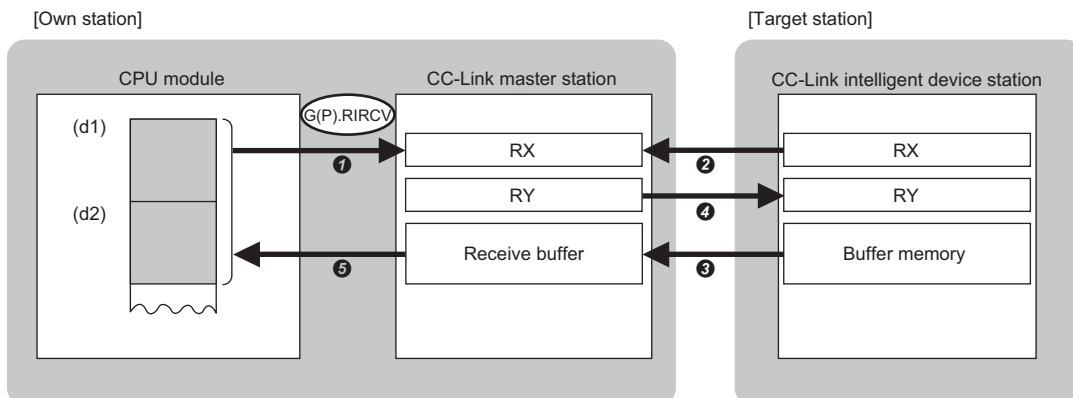 [Own station]
[Target station]
CPU module
CC-Link master station
CC-Link intelligent device station
G(P).RIRCV
(d1)
RX
RX
❶
❷
RY
RY
❹
(d2)
Receive buffer
Buffer memory
❺
❸